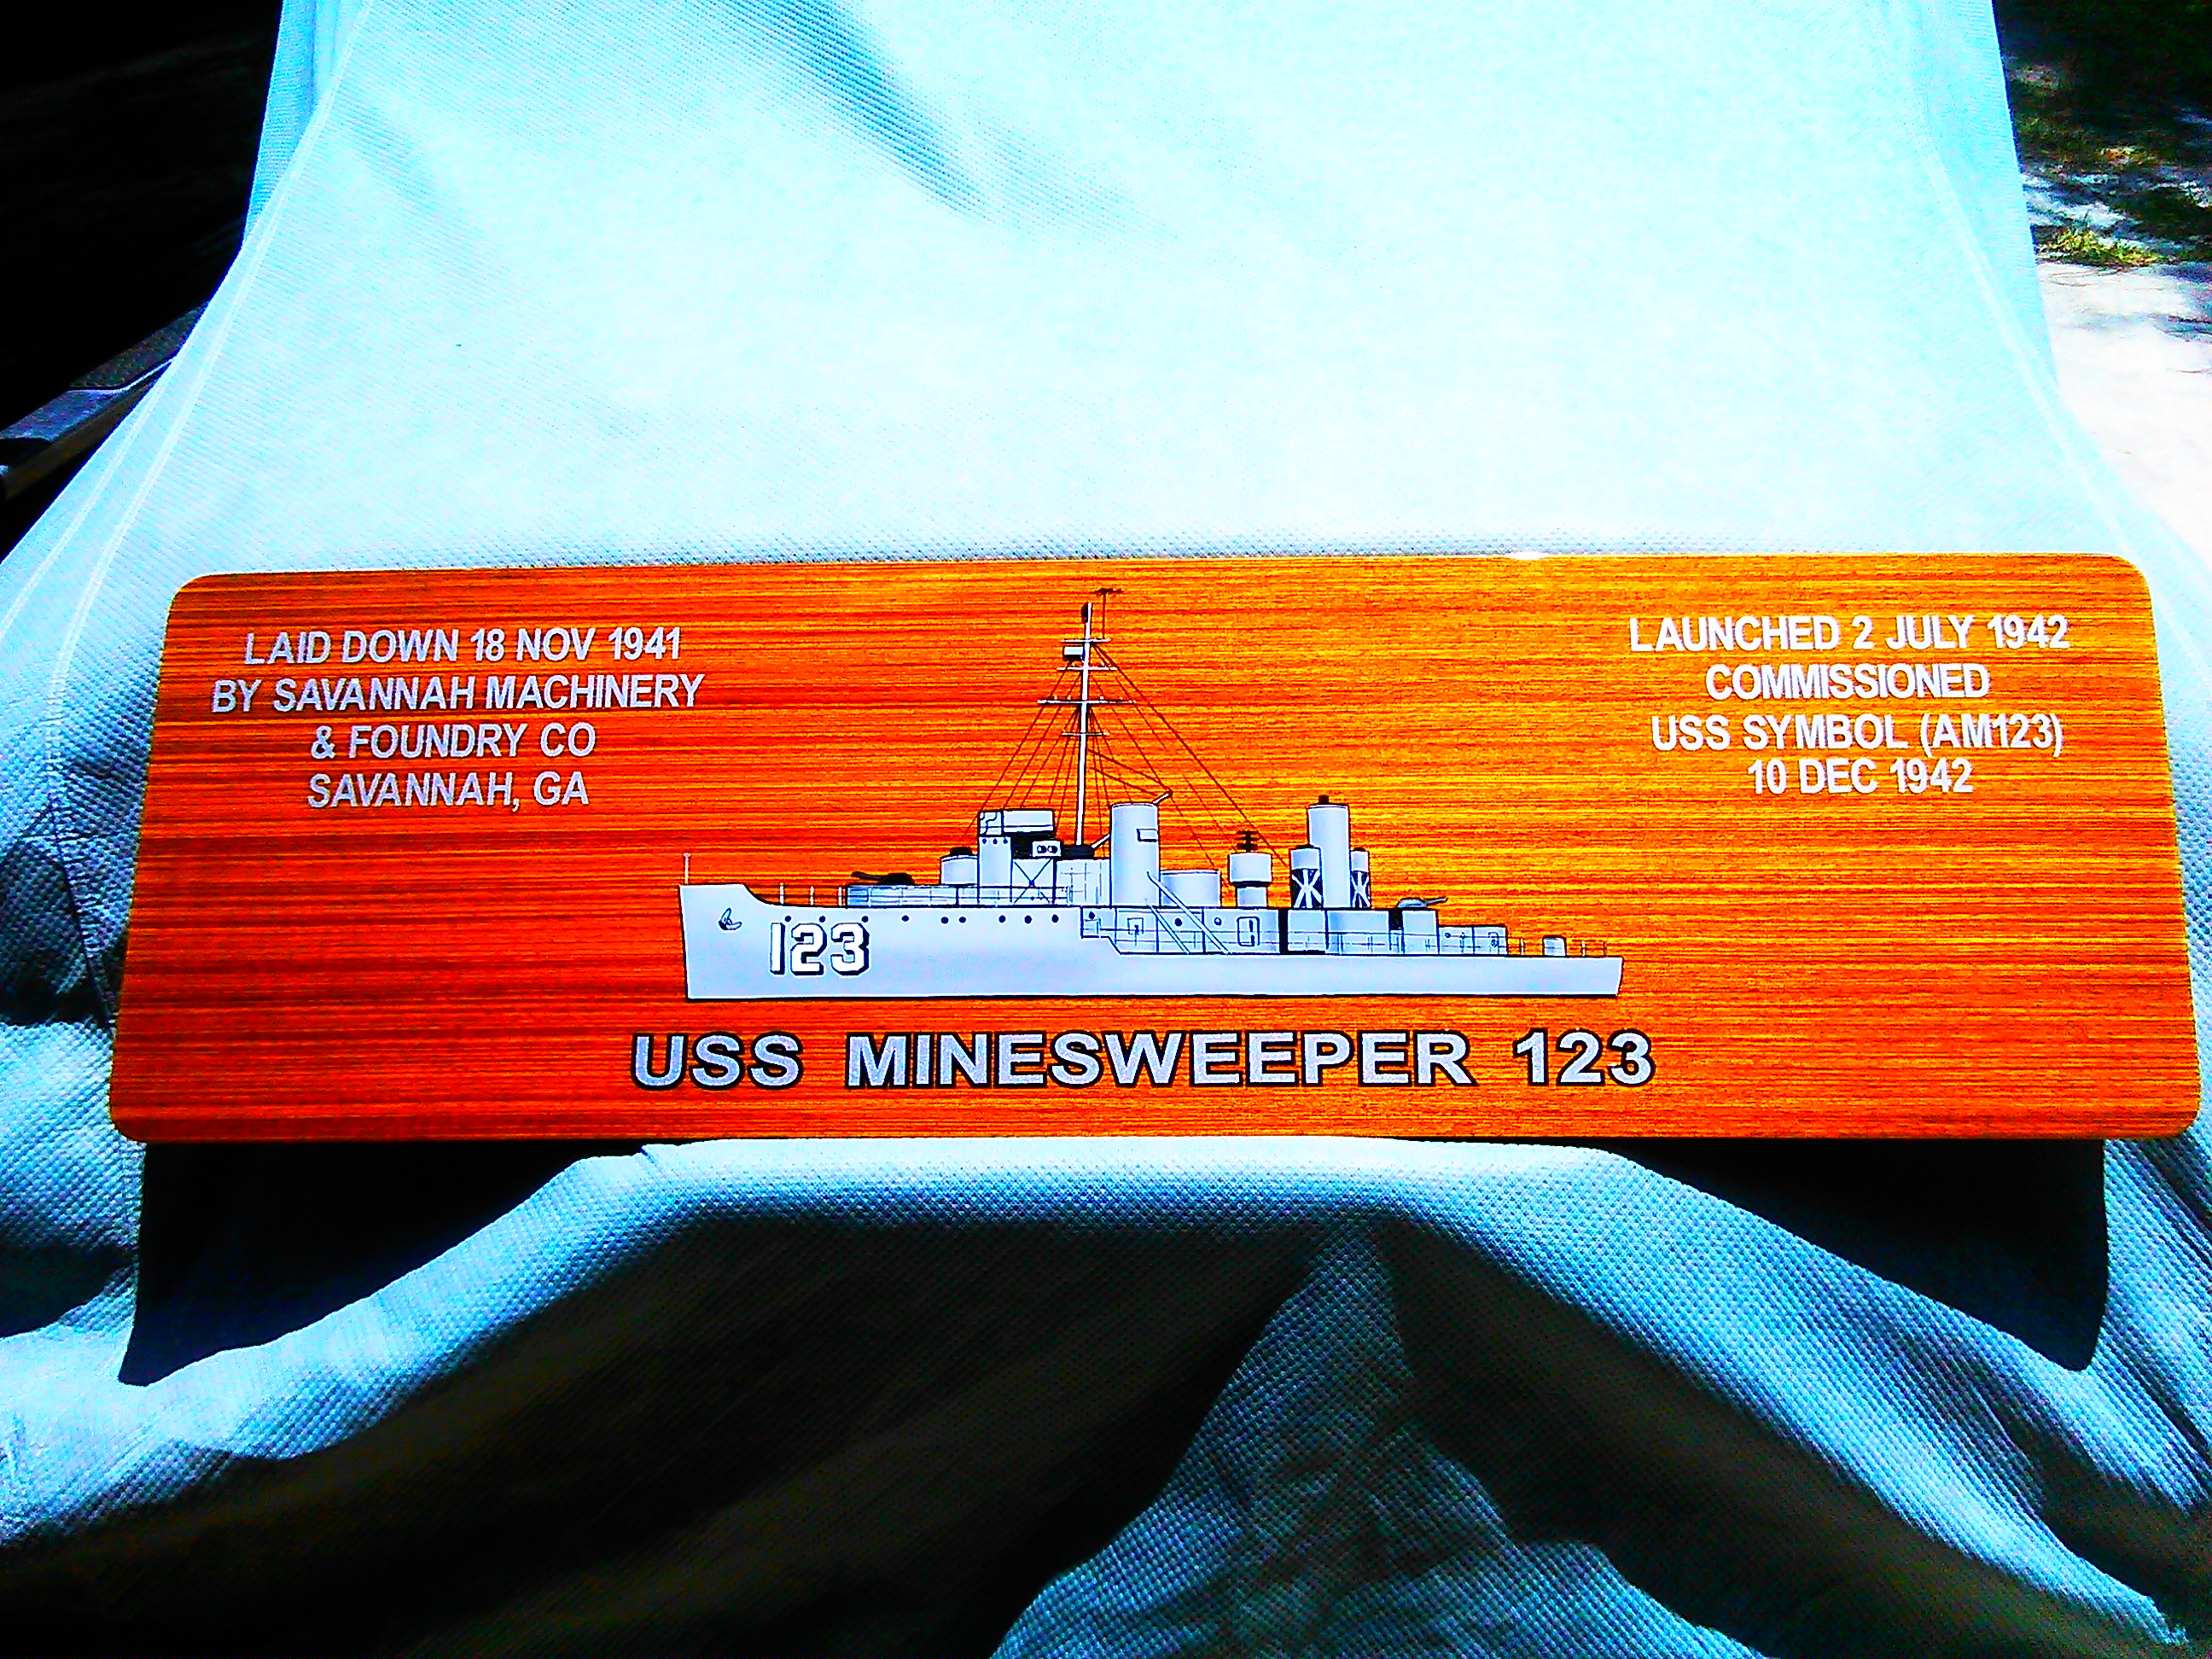 LAID DOWN 18 NOV 1941
BY SAVANNAH MACHINERY
& FOUNDRY CO
SAVANNAH, GA
LAUNCHED 2 JULY 1942
COMMISSIONED
USS SYMBOL (AM123)
10 DEC 1942
123
USS MINESWEEPER 123